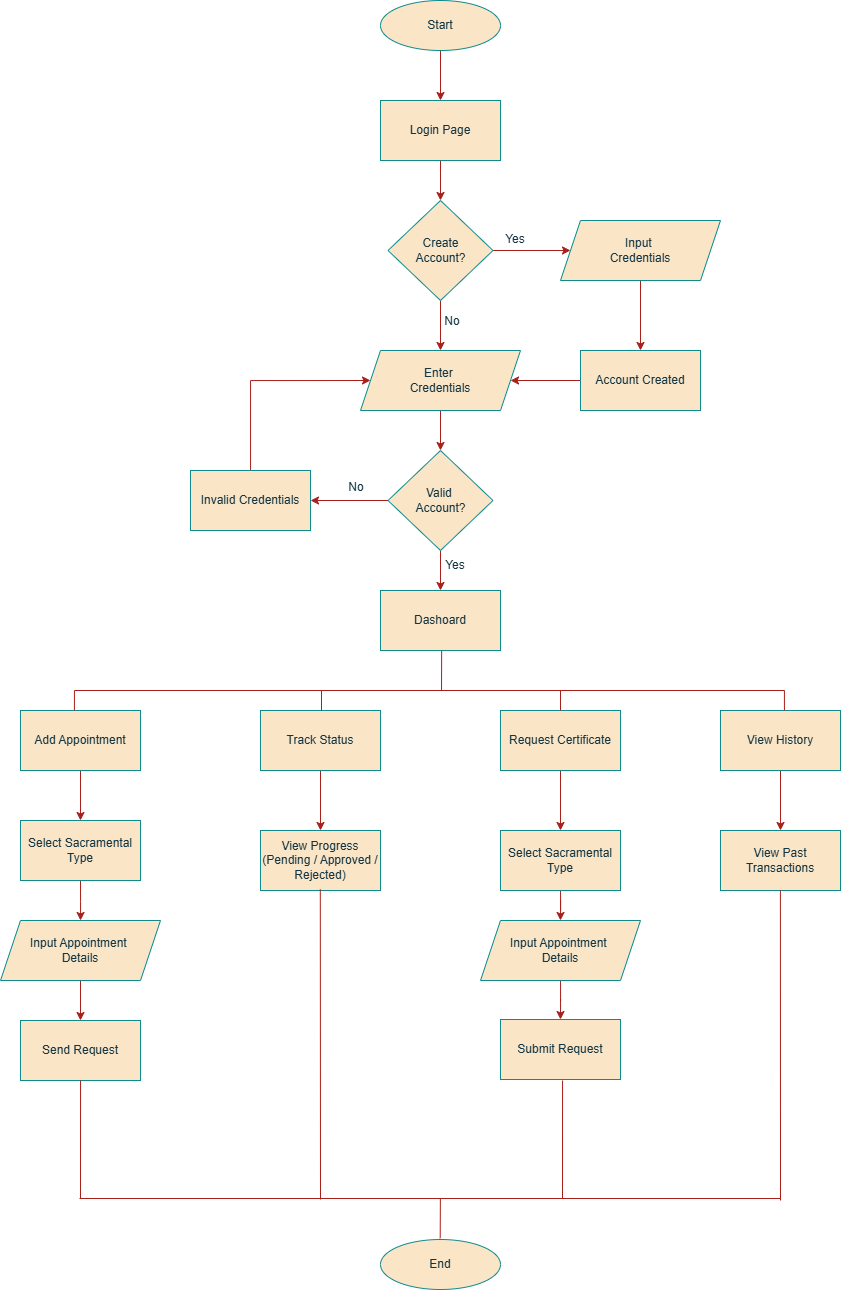 Start
Login Page
Create
Account?
Yes
Input
Credentials
No
Enter
Credentials
Account Created
Invalid Credentials
No
Valid
Account?
Yes
Dashoard
Add Appointment
Track Status
Request Certificate
View History
Select Sacramental
Type
View Progress
(Pending / Approved /
Rejected)
Select Sacramental
Type
View Past
Transactions
Input Appointment
Details
Input Appointment
Details
Send Request
Submit Request
End